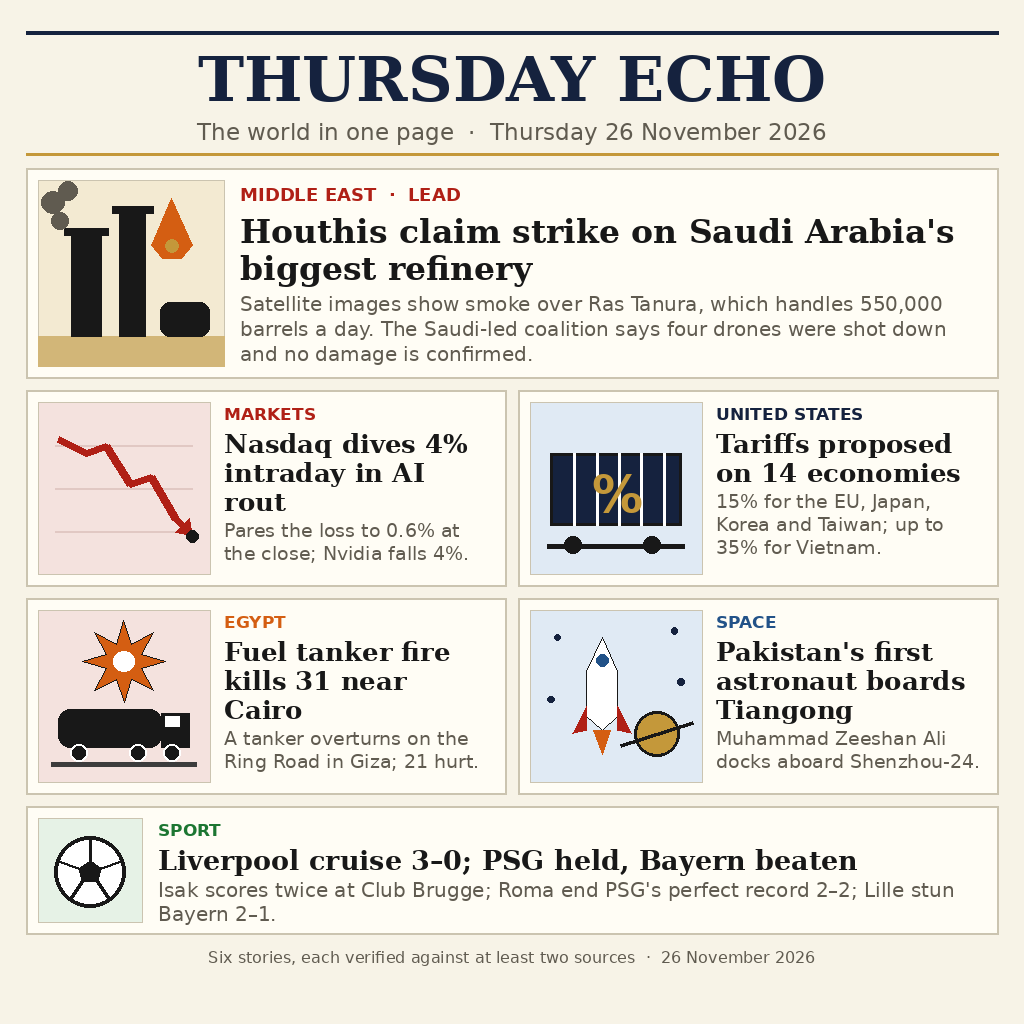 THURSDAY ECHO
The world in one page · Thursday 26 November 2026
MIDDLE EAST · LEAD
Houthis claim strike on Saudi Arabia's
biggest refinery
Satellite images show smoke over Ras Tanura, which handles 550,000
barrels a day. The Saudi-led coalition says four drones were shot down
and no damage is confirmed.
MARKETS
Nasdaq dives 4%
intraday in AI
rout
Pares the loss to 0.6% at
the close; Nvidia falls 4%.
%
UNITED STATES
Tariffs proposed
on 14 economies
15% for the EU, Japan,
Korea and Taiwan; up to
35% for Vietnam.
EGYPT
Fuel tanker fire
kills 31 near
Cairo
A tanker overturns on the
Ring Road in Giza; 21 hurt.
SPACE
Pakistan's first
astronaut boards
Tiangong
Muhammad Zeeshan Ali
docks aboard Shenzhou-24.
SPORT
Liverpool cruise 3–0; PSG held, Bayern beaten
Isak scores twice at Club Brugge; Roma end PSG's perfect record 2–2; Lille stun
Bayern 2–1.
Six stories, each verified against at least two sources · 26 November 2026